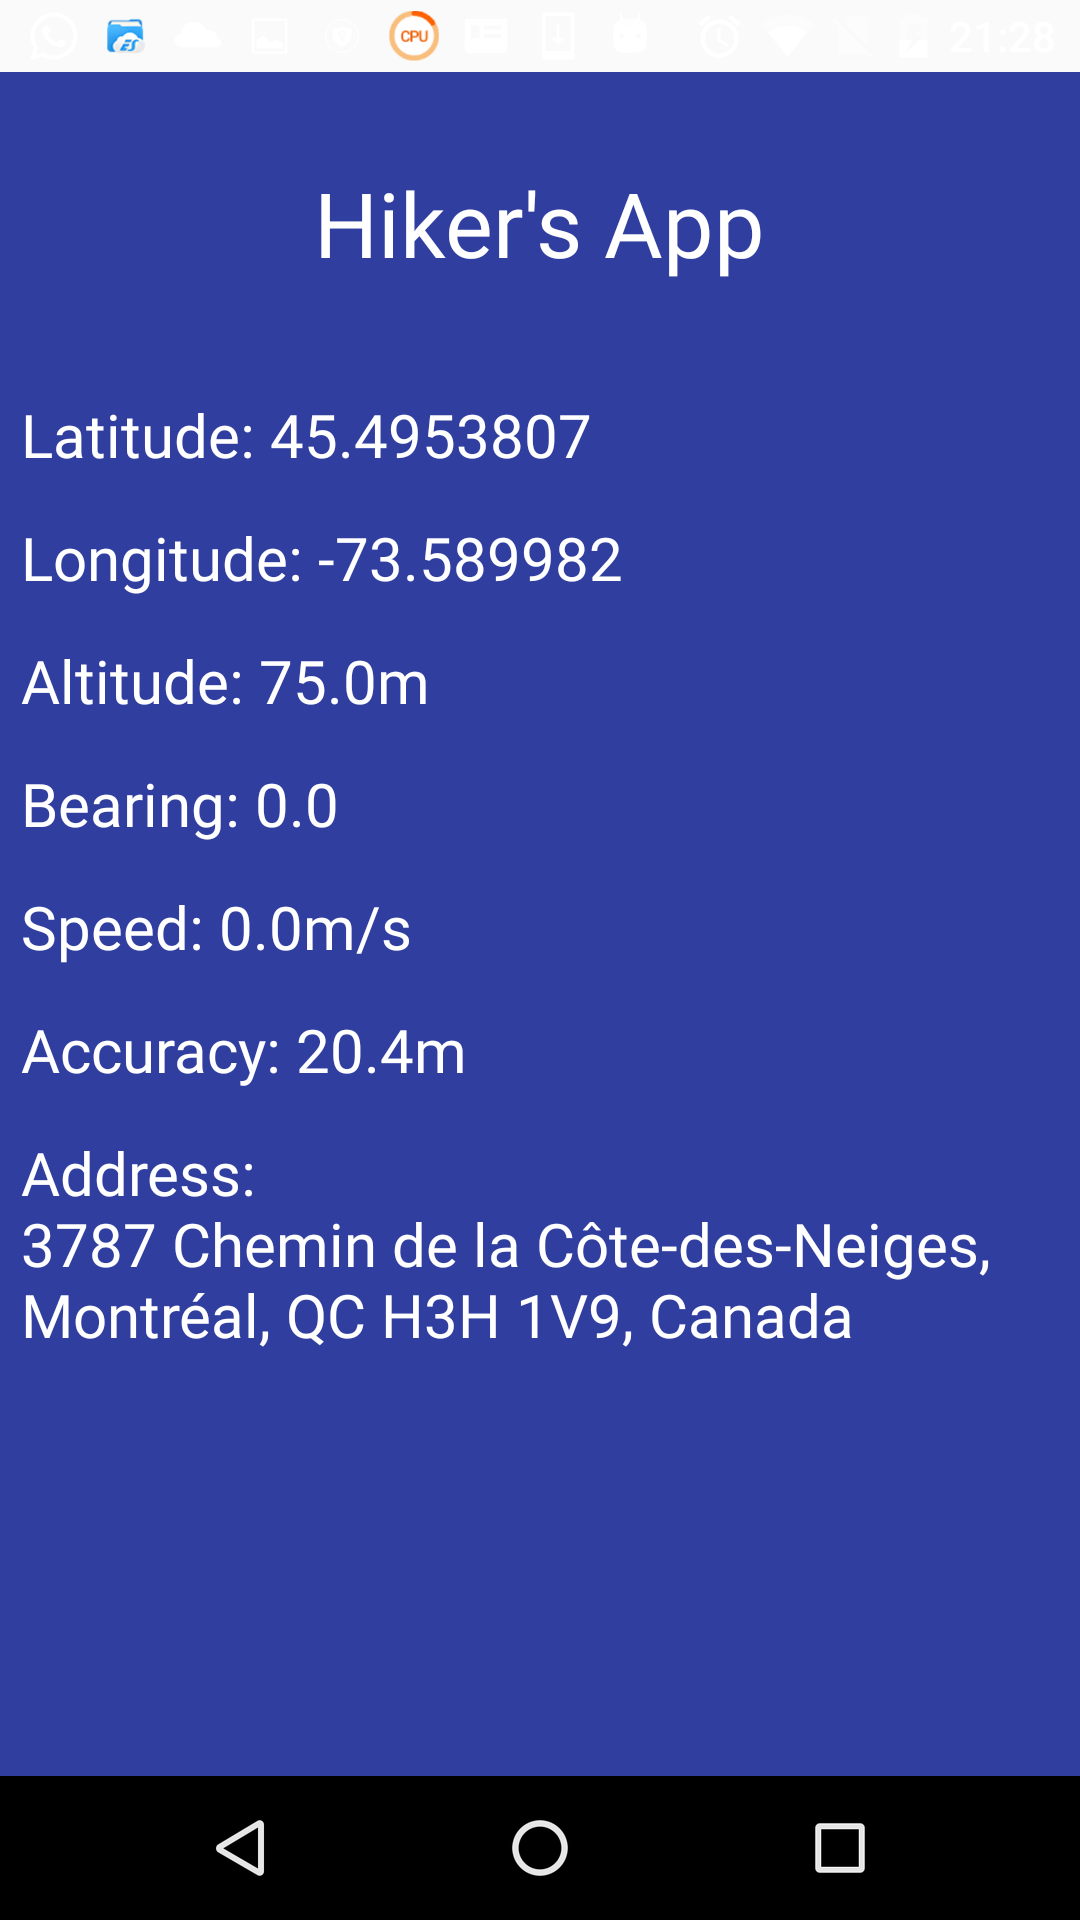 CPU
21:28
Hiker's App
Latitude: 45.4953807
Longitude: -73.589982
Altitude: 75.0m
Bearing: 0.0
Speed: 0.0m/s
Accuracy: 20.4m
Address:
3787 Chemin de la Côte-des-Neiges,
Montréal, QC H3H 1V9, Canada